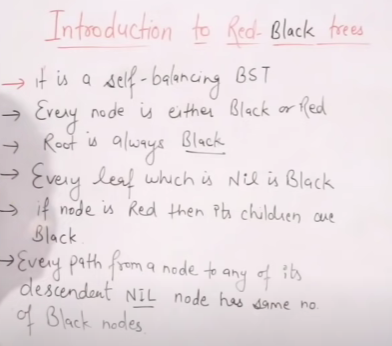 Introduction to Red-Black trees
→ it is a self-balancing BST
→ Every node is either Black or Red
→ Root is always Black
→ Every leaf which is Nil is Black
→ if node is Red then its children are
Black
→ Every path from a node to any of its
descendent NIL node has same no.
of Black nodes.